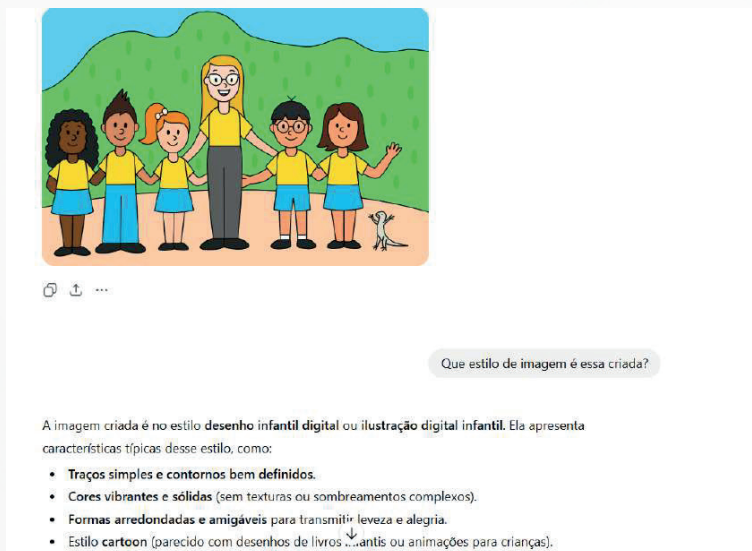 Que estilo de imagem é essa criada?
A imagem criada é no estilo desenho infantil digital ou ilustração digital infantil. Ela apresenta
características típicas desse estilo, como:
• Traços simples e contornos bem definidos.
• Cores vibrantes e sólidas (sem texturas ou sombreamentos complexos).
• Formas arredondadas e amigáveis para transmitir leveza e alegria.
• Estilo cartoon (parecido com desenhos de livros ou animações para crianças).